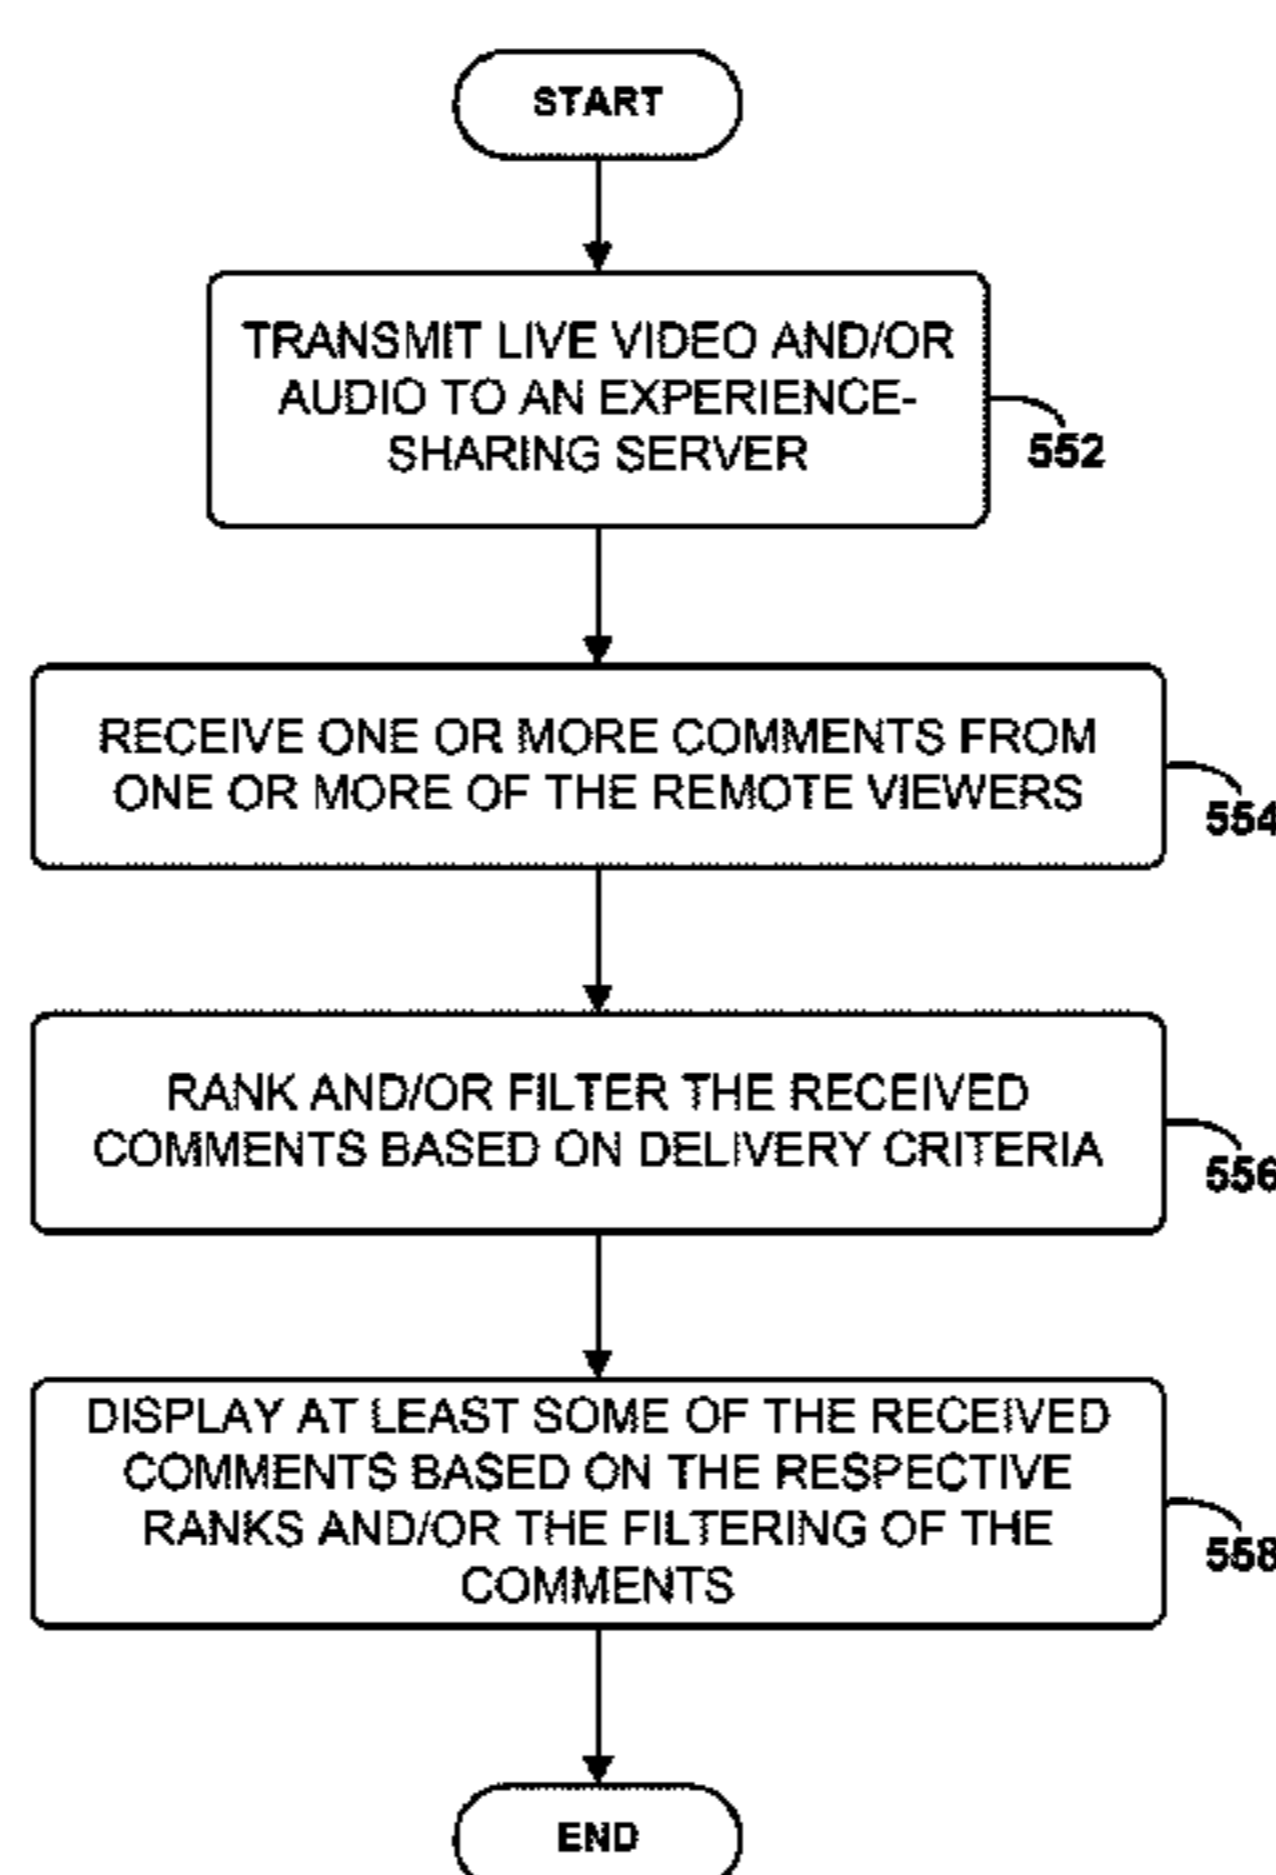 START
TRANSMIT LIVE VIDEO AND/OR
AUDIO TO AN EXPERIENCE-
SHARING SERVER
552
RECEIVE ONE OR MORE COMMENTS FROM
ONE OR MORE OF THE REMOTE VIEWERS
554
RANK AND/OR FILTER THE RECEIVED
COMMENTS BASED ON DELIVERY CRITERIA
556
DISPLAY AT LEAST SOME OF THE RECEIVED
COMMENTS BASED ON THE RESPECTIVE
RANKS AND/OR THE FILTERING OF THE
COMMENTS
558
END